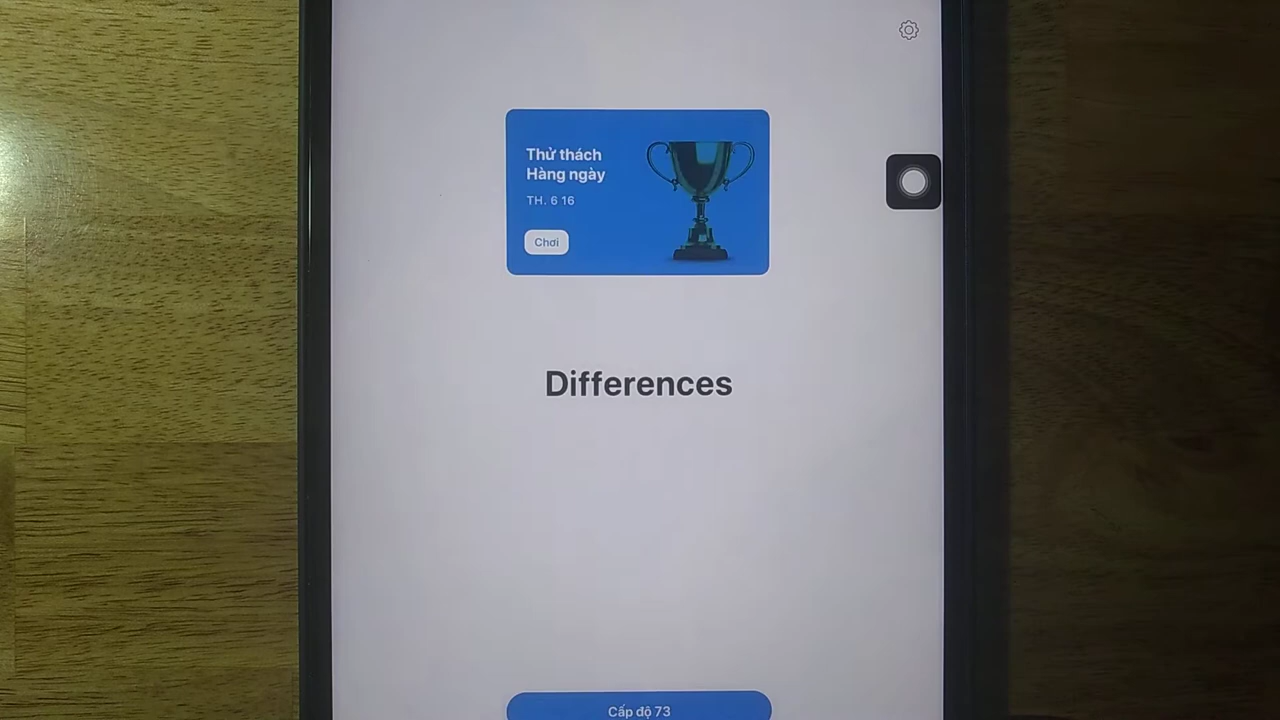 Thử thách
Hàng ngày
TH. 6 16
Chơi
Differences
Cấp độ 73